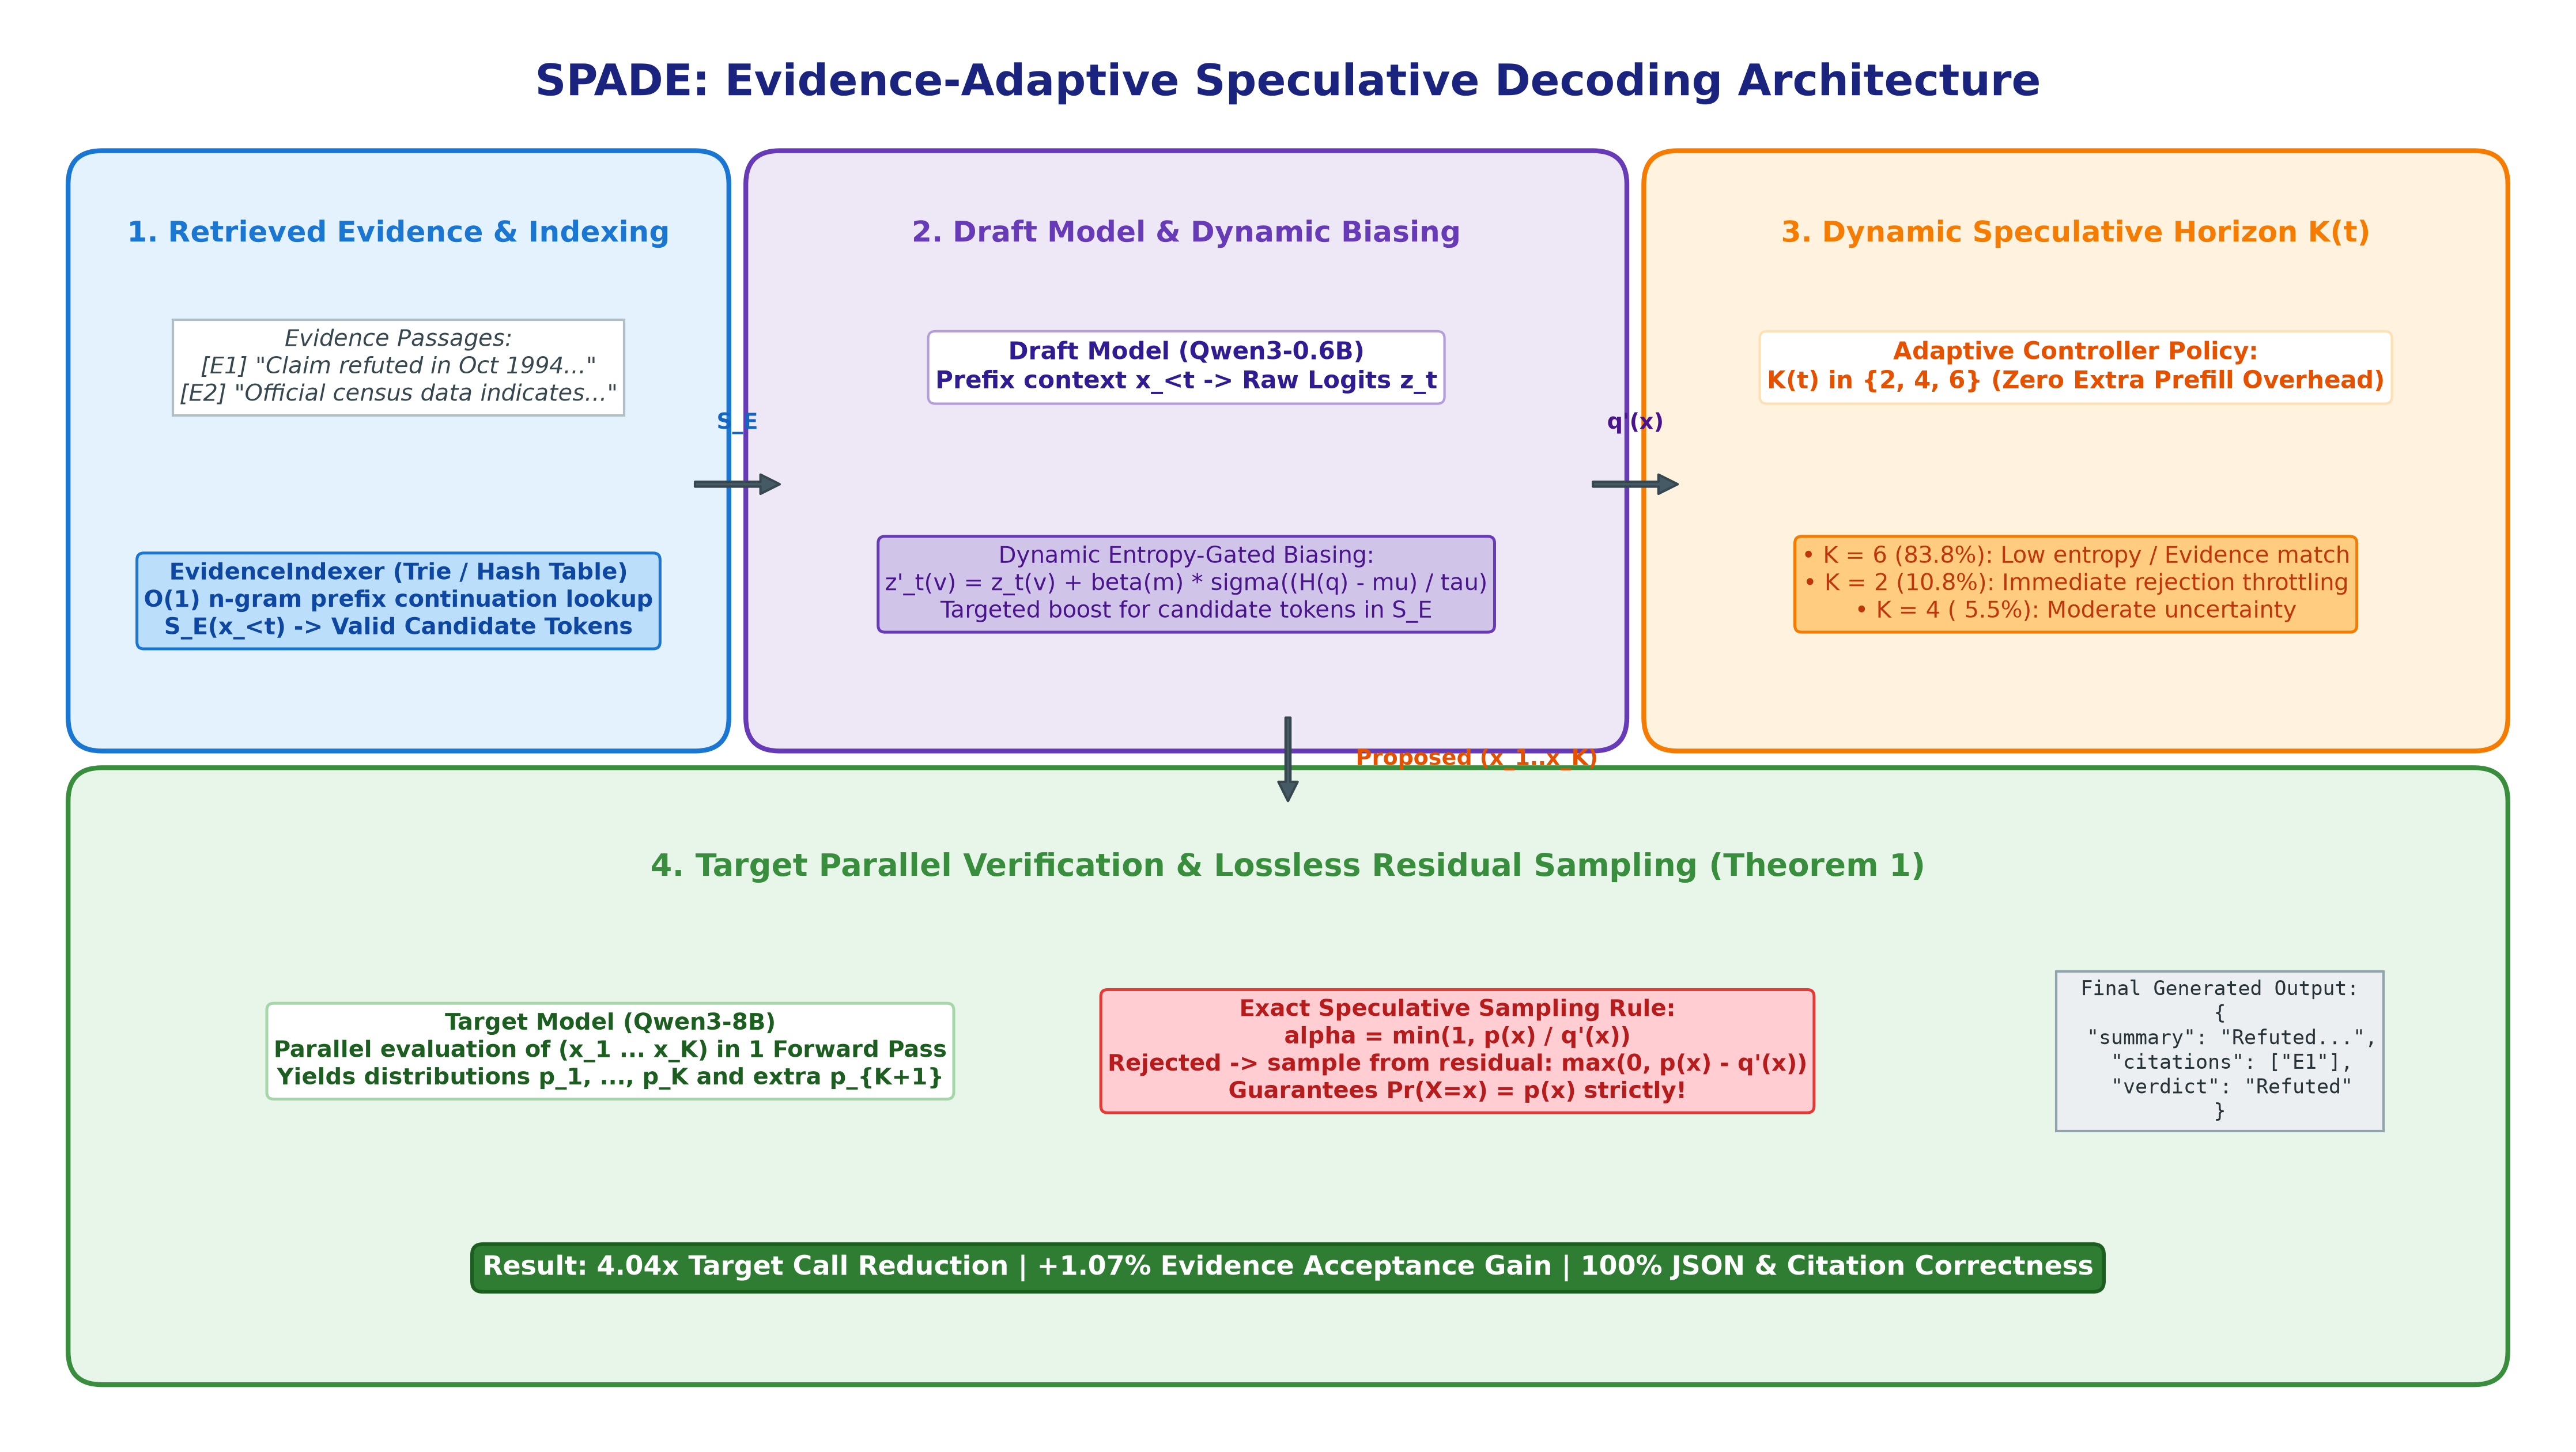 SPADE: Evidence-Adaptive Speculative Decoding Architecture
1. Retrieved Evidence & Indexing
Evidence Passages:
[E1] "Claim refuted in Oct 1994..."
[E2] "Official census data indicates..."
EvidenceIndexer (Trie / Hash Table)
O(1) n-gram prefix continuation lookup
S_E(x_<t) -> Valid Candidate Tokens
S_E
2. Draft Model & Dynamic Biasing
Draft Model (Qwen3-0.6B)
Prefix context x_<t -> Raw Logits z_t
Dynamic Entropy-Gated Biasing:
z'_t(v) = z_t(v) + beta(m) * sigma((H(q) - mu) / tau)
Targeted boost for candidate tokens in S_E
q'(x)
3. Dynamic Speculative Horizon K(t)
Adaptive Controller Policy:
K(t) in {2, 4, 6} (Zero Extra Prefill Overhead)
• K = 6 (83.8%): Low entropy / Evidence match
• K = 2 (10.8%): Immediate rejection throttling
• K = 4 ( 5.5%): Moderate uncertainty
Proposed (x_1..x_K)
4. Target Parallel Verification & Lossless Residual Sampling (Theorem 1)
Target Model (Qwen3-8B)
Parallel evaluation of (x_1 ... x_K) in 1 Forward Pass
Yields distributions p_1, ..., p_K and extra p_{K+1}
Exact Speculative Sampling Rule:
alpha = min(1, p(x) / q'(x))
Rejected -> sample from residual: max(0, p(x) - q'(x))
Guarantees Pr(X=x) = p(x) strictly!
Final Generated Output:
{
"summary": "Refuted...",
"citations": ["E1"],
"verdict": "Refuted"
}
Result: 4.04x Target Call Reduction | +1.07% Evidence Acceptance Gain | 100% JSON & Citation Correctness